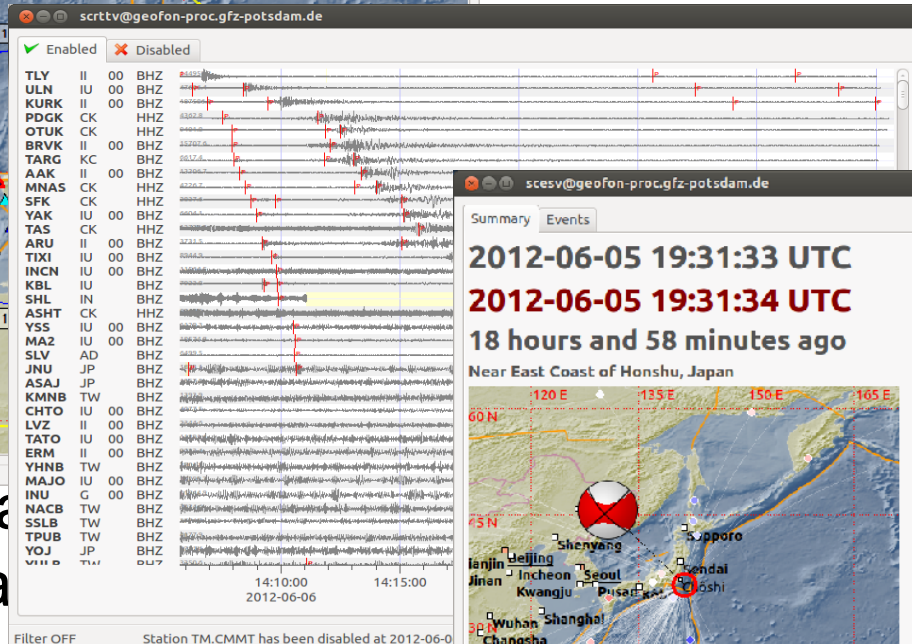 scrttv@geofon-proc.gfz-potsdam.de
Enabled Disabled
TLY II 00 BHZ
ULN IU 00 BHZ
KURK II 00 BHZ
PDGK CK HHZ
OTUK CK HHZ
BRVK II 00 BHZ
TARG KC BHZ
AAK II 00 BHZ
MNAS CK HHZ
SFK CK HHZ
YAK IU 00 BHZ
TAS CK HHZ
ARU II 00 BHZ
TIXI IU 00 BHZ
INCN IU 00 BHZ
KBL IU BHZ
SHL IN BHZ
ASHT CK HHZ
YSS IU 00 BHZ
MA2 IU 00 BHZ
SLV AD BHZ
JNU JP BHZ
ASAJ JP BHZ
KMNB TW BHZ
CHTO IU 00 BHZ
LVZ II 00 BHZ
TATO IU 00 BHZ
ERM II 00 BHZ
YHNB TW BHZ
MAJO IU 00 BHZ
INU G 00 BHZ
NACB TW BHZ
SSLB TW BHZ
TPUB TW BHZ
YOJ JP BHZ
14:10:00 14:15:00
2012-06-06
Filter OFF Station TM.CMMT has been disabled at 2012-06-0
scesv@geofon-proc.gfz-potsdam.de
Summary Events
2012-06-05 19:31:33 UTC
2012-06-05 19:31:34 UTC
18 hours and 58 minutes ago
Near East Coast of Honshu, Japan
120 E 135 E 150 E 165 E
60 N
45 N
Sapporo
Shenyang
Beijing
Sendai
Incheon Seoul
Jinan
Choshi
Kwangju Pusan
Shanghai
Wuhan
30 N
Changsha